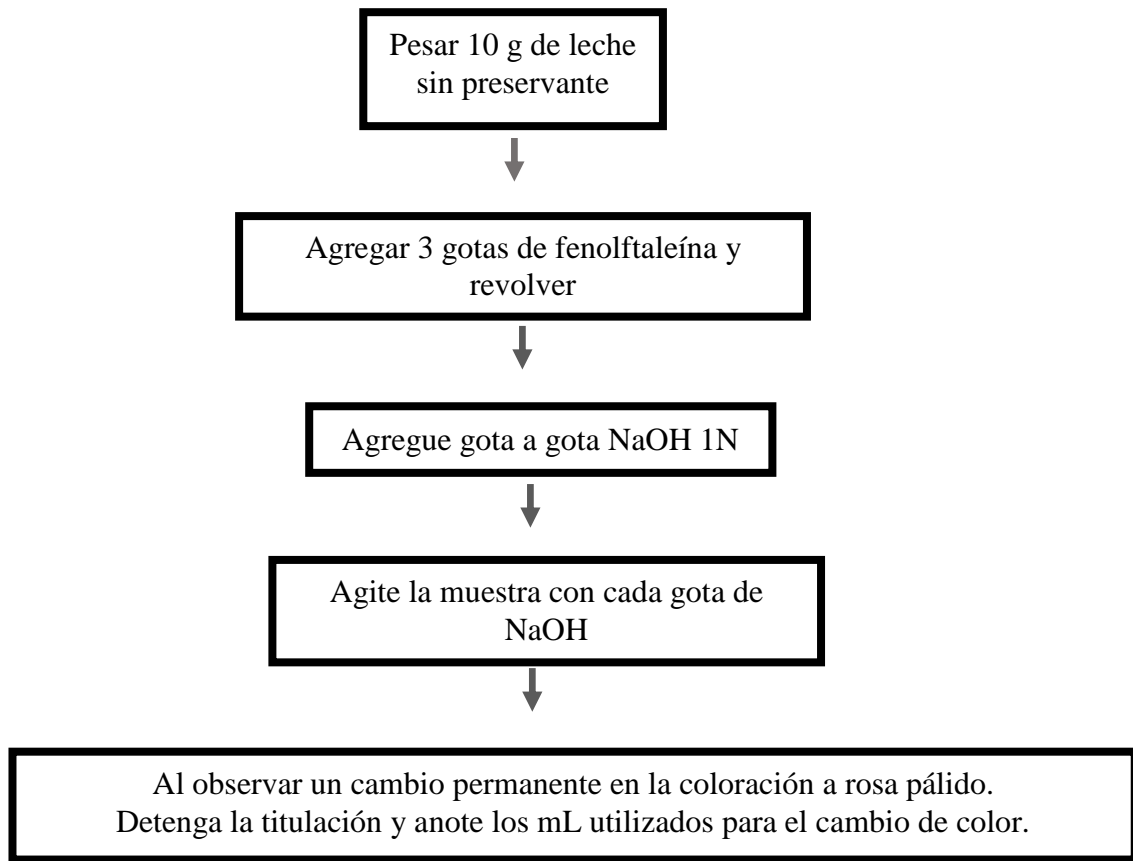 Pesar 10 g de leche
sin preservante
Agregar 3 gotas de fenolftaleína y
revolver
Agregue gota a gota NaOH 1N
Agite la muestra con cada gota de
NaOH
Al observar un cambio permanente en la coloración a rosa pálido.
Detenga la titulación y anote los mL utilizados para el cambio de color.